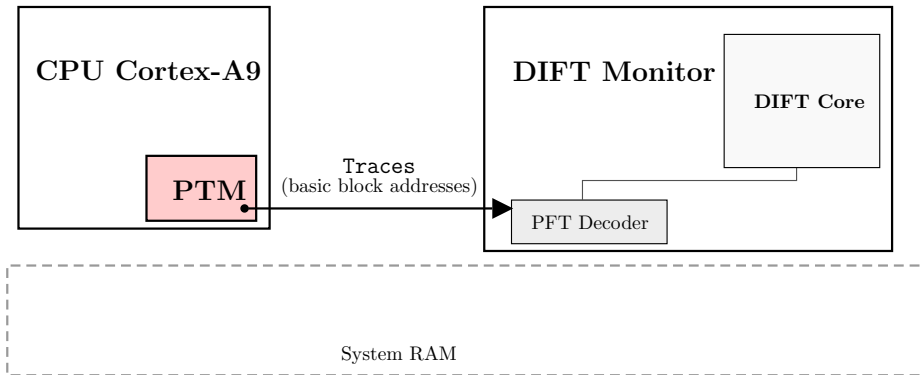 CPU Cortex-A9
PTM
Traces
(basic block addresses)
DIFT Monitor
DIFT Core
PFT Decoder
System RAM